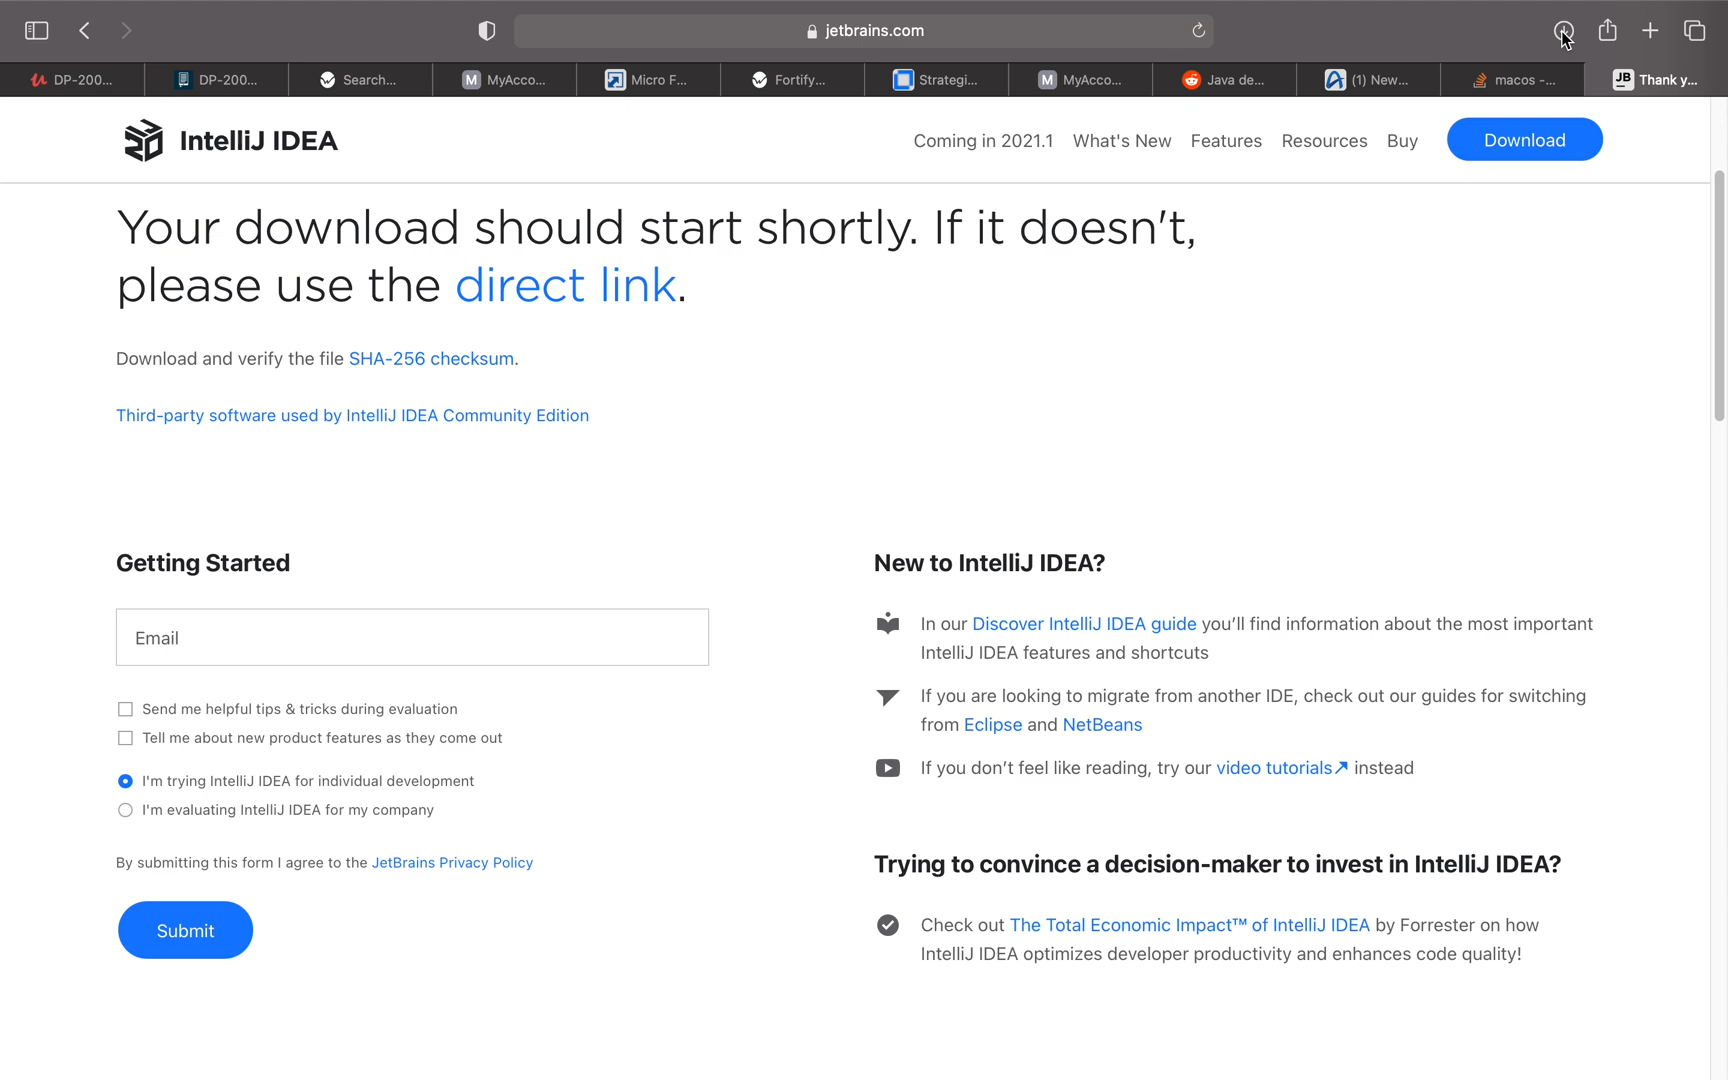 jetbrains.com
DP-200... DP-200... Search... M MyAcco... Micro F... Fortify... Strategi... M MyAcco... Java de... (1) New... macos -... JB Thank y...
IntelliJ IDEA
Coming in 2021.1 What's New Features Resources Buy Download
Your download should start shortly. If it doesn't,
please use the direct link.
Download and verify the file SHA-256 checksum.
Third-party software used by IntelliJ IDEA Community Edition
Getting Started
Email
Send me helpful tips & tricks during evaluation
Tell me about new product features as they come out
I'm trying IntelliJ IDEA for individual development
I'm evaluating IntelliJ IDEA for my company
By submitting this form I agree to the JetBrains Privacy Policy
Submit
New to IntelliJ IDEA?
In our Discover IntelliJ IDEA guide you'll find information about the most important
IntelliJ IDEA features and shortcuts
If you are looking to migrate from another IDE, check out our guides for switching
from Eclipse and NetBeans
If you don't feel like reading, try our video tutorials↗ instead
Trying to convince a decision-maker to invest in IntelliJ IDEA?
Check out The Total Economic Impact™ of IntelliJ IDEA by Forrester on how
IntelliJ IDEA optimizes developer productivity and enhances code quality!